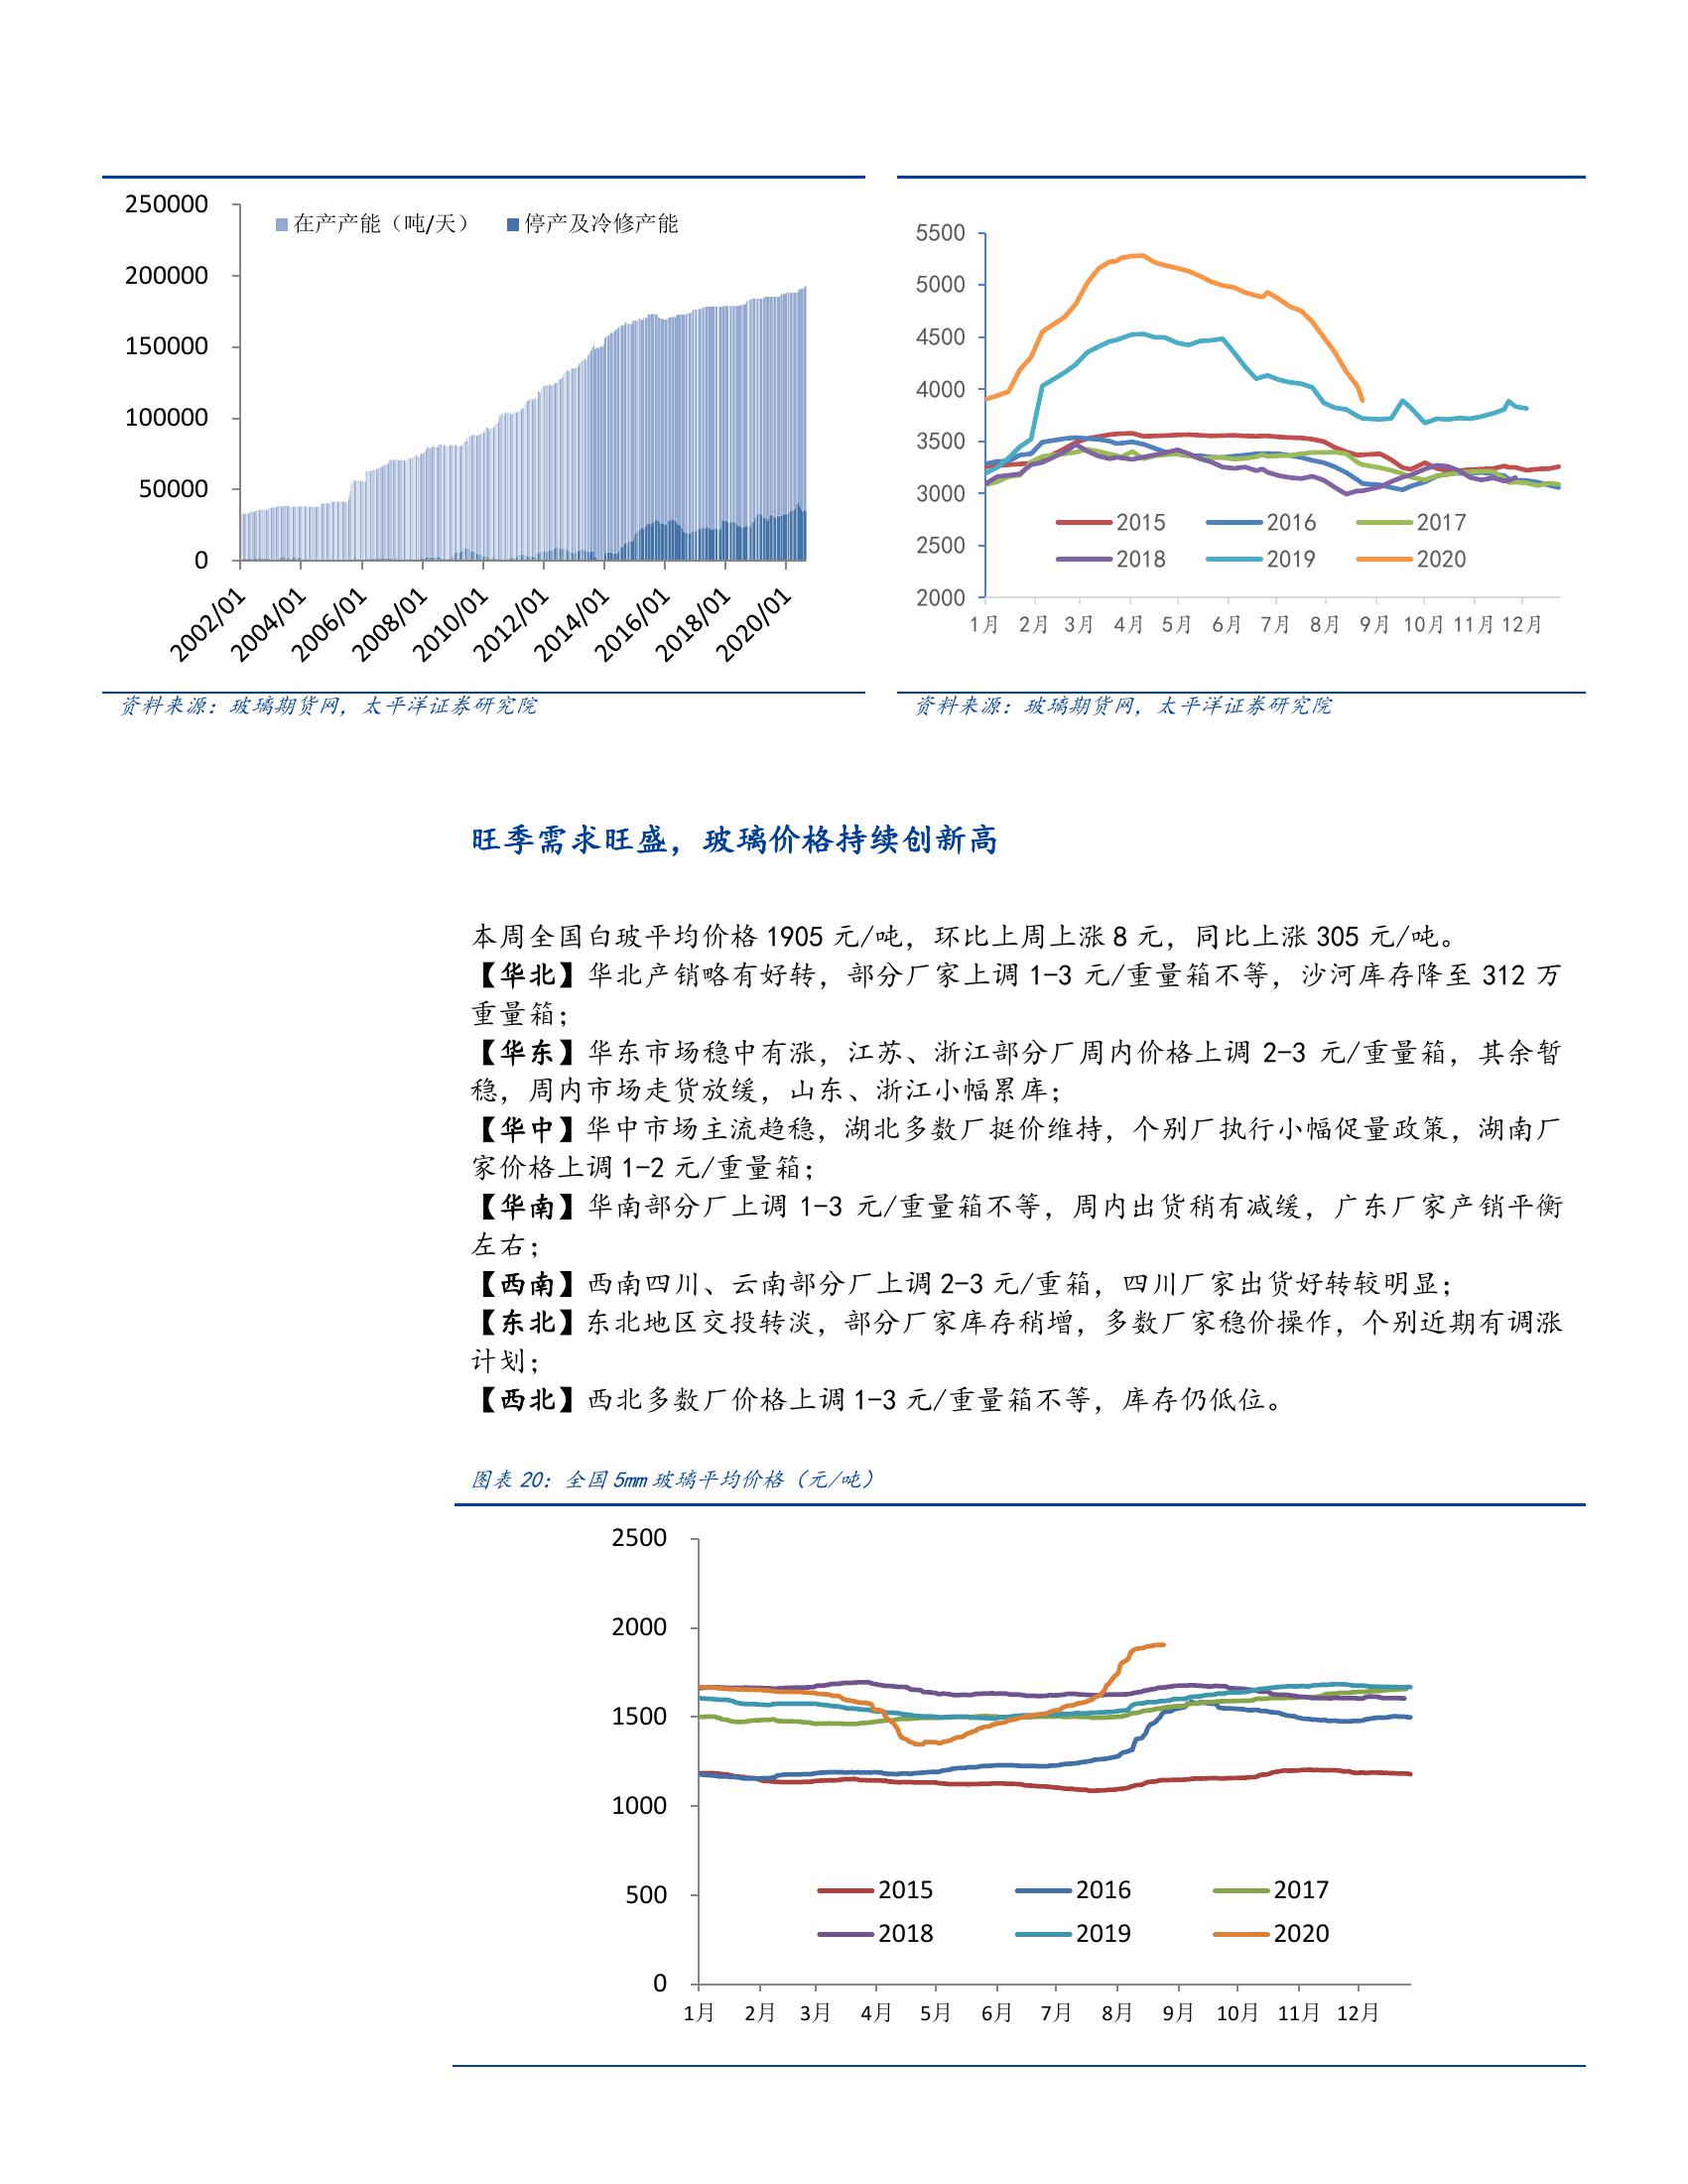 250000
200000
150000
100000
50000
0
在产产能（吨/天） 停产及冷修产能
2002/01 2004/01 2006/01 2008/01 2010/01 2012/01 2014/01 2016/01 2018/01 2020/01
资料来源：玻璃期货网，太平洋证券研究院
5500
5000
4500
4000
3500
3000
2500
2000
2015 2016 2017
2018 2019 2020
1月 2月 3月 4月 5月 6月 7月 8月 9月 10月 11月 12月
资料来源：玻璃期货网，太平洋证券研究院
旺季需求旺盛，玻璃价格持续创新高
本周全国白玻平均价格 1905 元/吨，环比上周上涨 8 元，同比上涨 305 元/吨。
【华北】华北产销略有好转，部分厂家上调 1-3 元/重量箱不等，沙河库存降至 312 万
重量箱；
【华东】华东市场稳中有涨，江苏、浙江部分厂周内价格上调 2-3 元/重量箱，其余暂
稳，周内市场走货放缓，山东、浙江小幅累库；
【华中】华中市场主流趋稳，湖北多数厂挺价维持，个别厂执行小幅促量政策，湖南厂
家价格上调 1-2 元/重量箱；
【华南】华南部分厂上调 1-3 元/重量箱不等，周内出货稍有减缓，广东厂家产销平衡
左右；
【西南】西南四川、云南部分厂上调 2-3 元/重箱，四川厂家出货好转较明显；
【东北】东北地区交投转淡，部分厂家库存稍增，多数厂家稳价操作，个别近期有调涨
计划；
【西北】西北多数厂价格上调 1-3 元/重量箱不等，库存仍低位。
图表 20：全国 5mm 玻璃平均价格（元/吨）
2500
2000
1500
1000
500
0
2015 2016 2017
2018 2019 2020
1月 2月 3月 4月 5月 6月 7月 8月 9月 10月 11月 12月